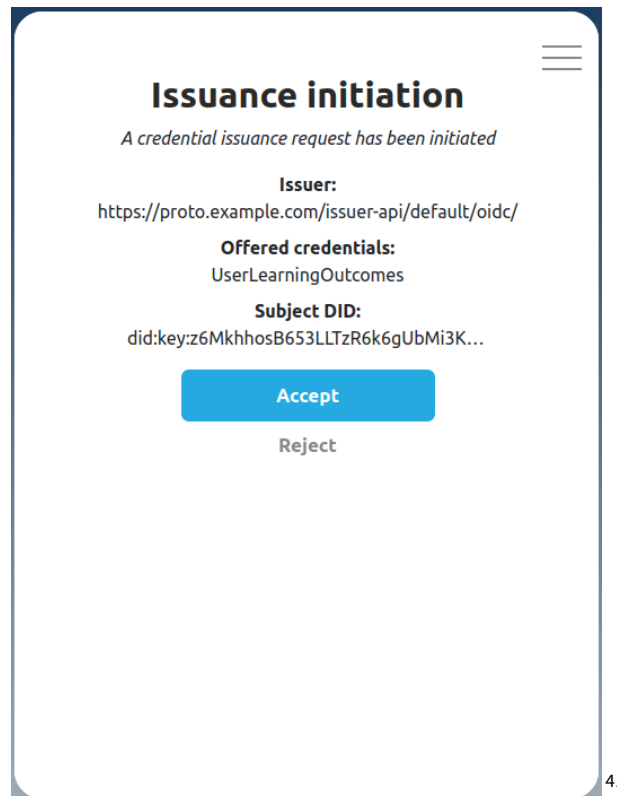 Issuance initiation
A credential issuance request has been initiated
Issuer:
https://proto.example.com/issuer-api/default/oidc/
Offered credentials:
UserLearningOutcomes
Subject DID:
did:key:z6MkhhosB653LLTzR6k6gUbMi3K...
Accept
Reject